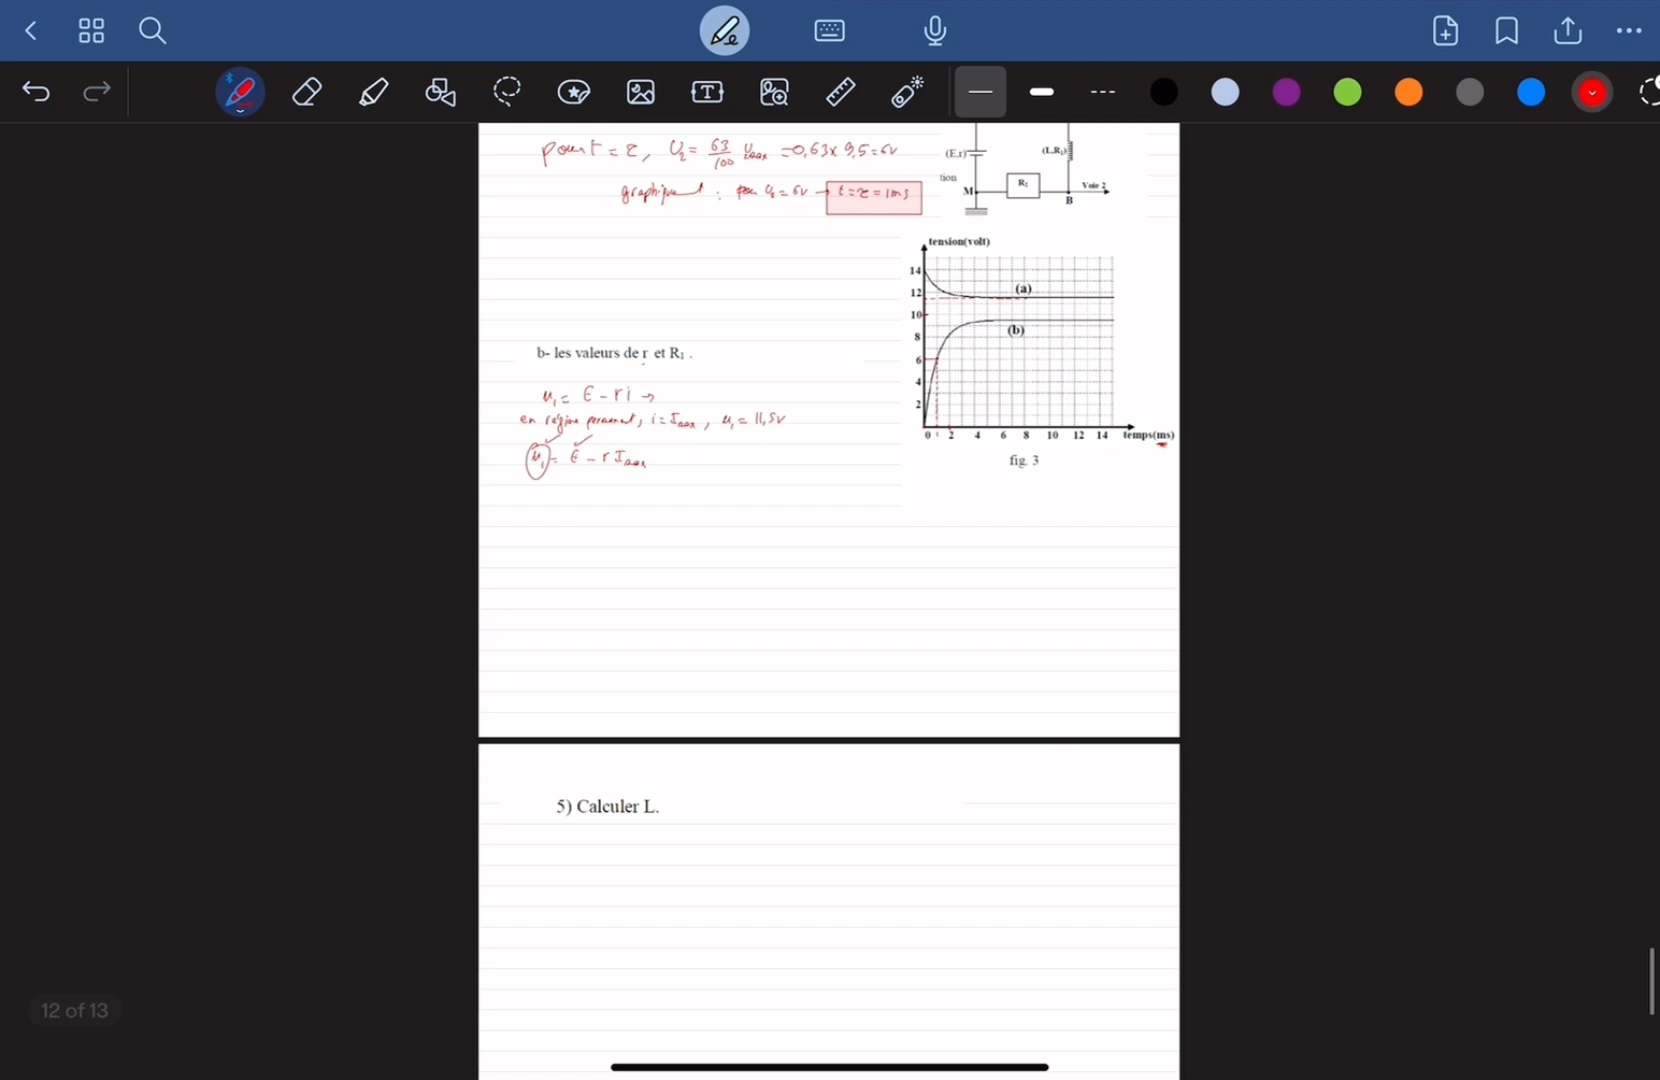 pour t = τ, U₂ = 63/100 Umax = 0,63 x 9,5 = 6V
graphiquement : pour U₂ = 6V → t = τ = 1ms
(E,r)
(L,R₁)
tion
M
R₂
Voie 2
B
tension(volt)
14
12
10
8
6
4
2
(a)
(b)
0 1 2 4 6 8 10 12 14 temps(ms)
fig. 3
b- les valeurs de r et R₁ .
u₁ = E - ri →
en régime permanent, i = Imax , u₁ = 11,5V
u₁ = E - r Imax
5) Calculer L.
12 of 13